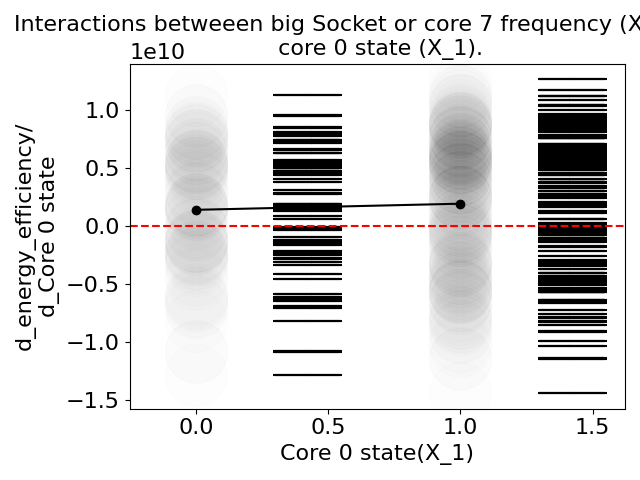 Interactions betweeen big Socket or core 7 frequency (X
core 0 state (X_1).
1e10
1.0
0.5
0.0
−0.5
−1.0
−1.5
d_energy_efficiency/
d_Core 0 state
0.0 0.5 1.0 1.5
Core 0 state(X_1)